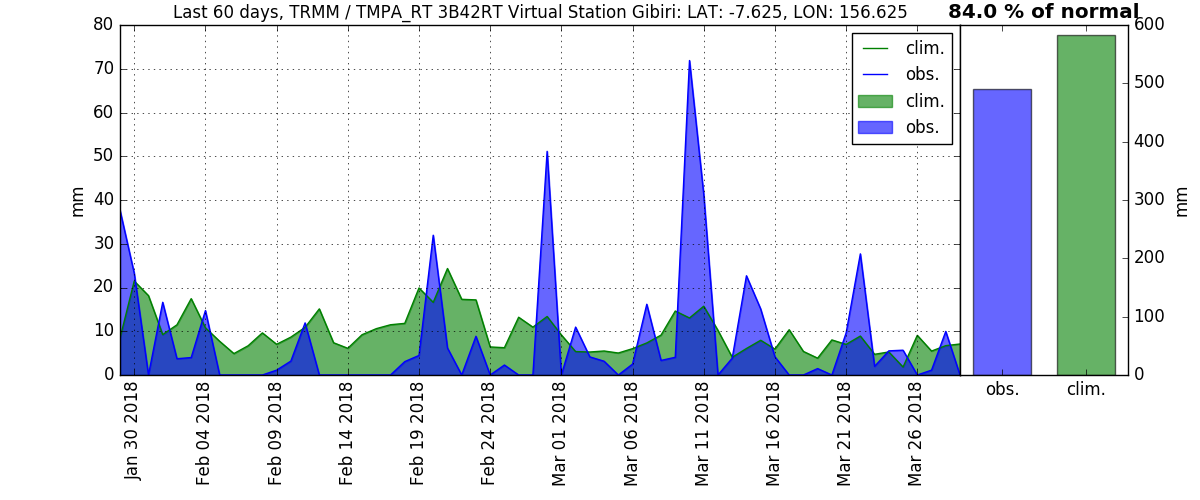 Last 60 days, TRMM / TMPA_RT 3B42RT Virtual Station Gibiri: LAT: -7.625, LON: 156.625
84.0 % of normal
80
70
60
50
40
30
20
10
0
mm
clim.
obs.
clim.
obs.
600
500
400
300
200
100
0
mm
Jan 30 2018
Feb 04 2018
Feb 09 2018
Feb 14 2018
Feb 19 2018
Feb 24 2018
Mar 01 2018
Mar 06 2018
Mar 11 2018
Mar 16 2018
Mar 21 2018
Mar 26 2018
obs.
clim.